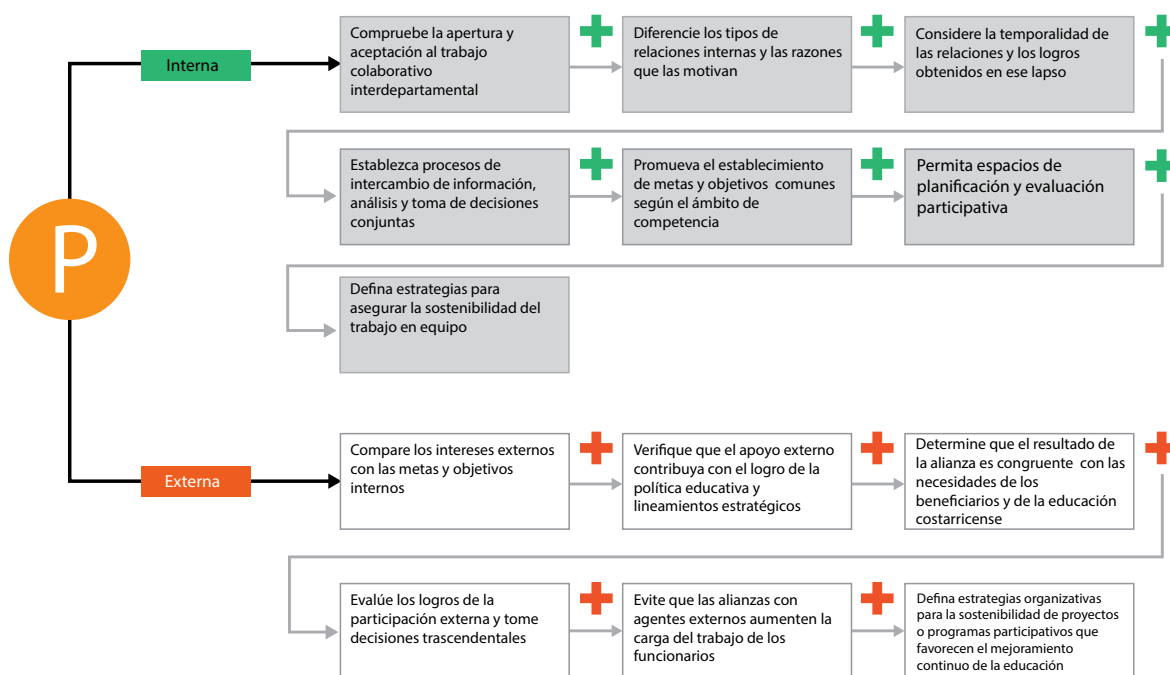 P
Interna
Compruebe la apertura y
aceptación al trabajo
colaborativo
interdepartamental
Diferencie los tipos de
relaciones internas y las razones
que las motivan
Considere la temporalidad de
las relaciones y los logros
obtenidos en ese lapso
Establezca procesos de
intercambio de información,
análisis y toma de decisiones
conjuntas
Promueva el establecimiento
de metas y objetivos comunes
según el ámbito de
competencia
Permita espacios de
planificación y evaluación
participativa
Defina estrategias para
asegurar la sostenibilidad del
trabajo en equipo
Externa
Compare los intereses externos
con las metas y objetivos
internos
Verifique que el apoyo externo
contribuya con el logro de la
política educativa y
lineamientos estratégicos
Determine que el resultado de
la alianza es congruente con las
necesidades de los
beneficiarios y de la educación
costarricense
Evalúe los logros de la
participación externa y tome
decisiones trascendentales
Evite que las alianzas con
agentes externos aumenten la
carga del trabajo de los
funcionarios
Defina estrategias organizativas
para la sostenibilidad de proyectos
o programas participativos que
favorecen el mejoramiento
continuo de la educación